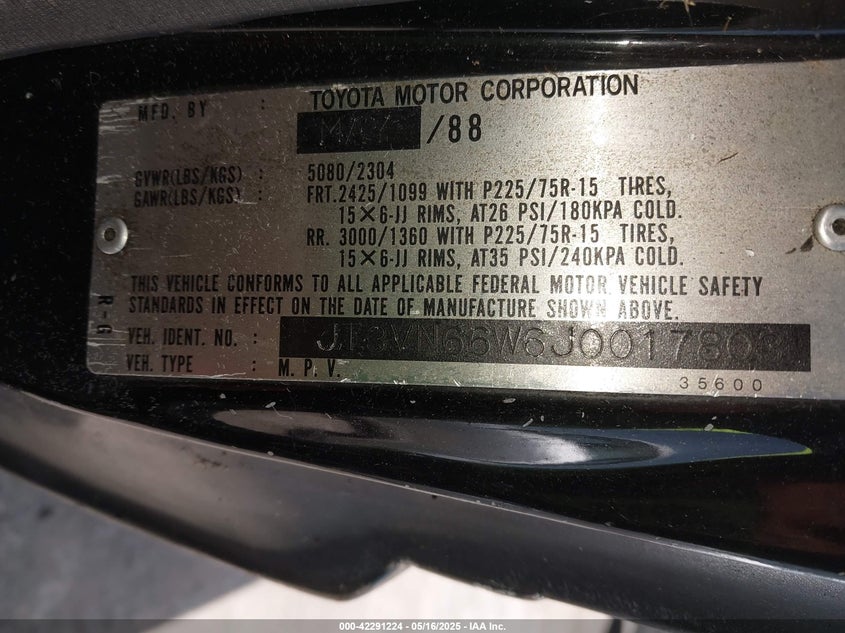 MFD. BY : TOYOTA MOTOR CORPORATION
/88
GVWR(LBS/KGS) : 5080/2304
GAWR(LBS/KGS) : FRT. 2425/1099 WITH P225/75R-15 TIRES,
15×6-JJ RIMS, AT26 PSI/180KPA COLD.
RR. 3000/1360 WITH P225/75R-15 TIRES,
15×6-JJ RIMS, AT35 PSI/240KPA COLD.
THIS VEHICLE CONFORMS TO ALL APPLICABLE FEDERAL MOTOR VEHICLE SAFETY
STANDARDS IN EFFECT ON THE DATE OF MANUFACTURE SHOWN ABOVE.
R-G
VEH. IDENT. NO. : JT3VN66W6J0017803
VEH. TYPE : M. P. V.
35600
000-42291224 - 05/16/2025 - IAA Inc.